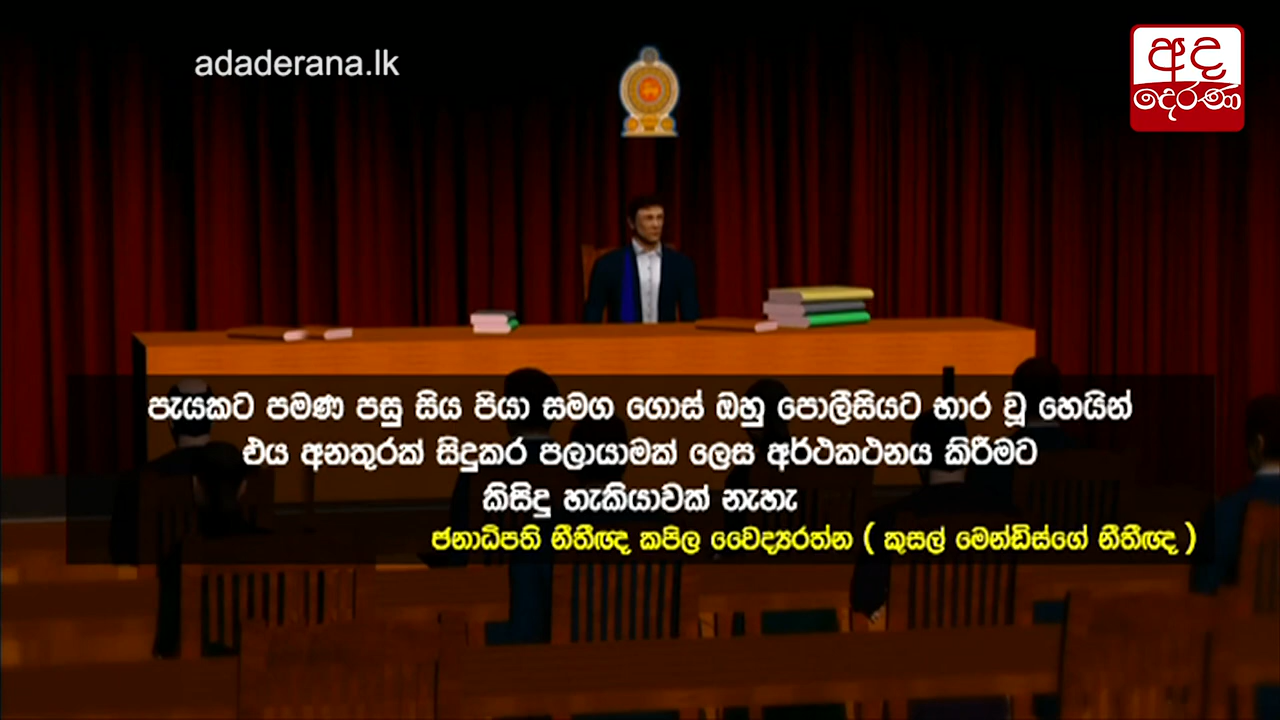 adaderana.lk
අද
දෙරණ
පැයකට පමණ පසු සිය පියා සමග ගොස් ඔහු පොලීසියට භාර වූ හෙයින්
එය අනතුරක් සිදුකර පලායාමක් ලෙස අර්ථකථනය කිරීමට
කිසිදු හැකියාවක් නැහැ
ජනාධිපති නීතීඥ කපිල වෛද්‍යරත්න ( කුසල් මෙන්ඩිස්ගේ නීතීඥ )